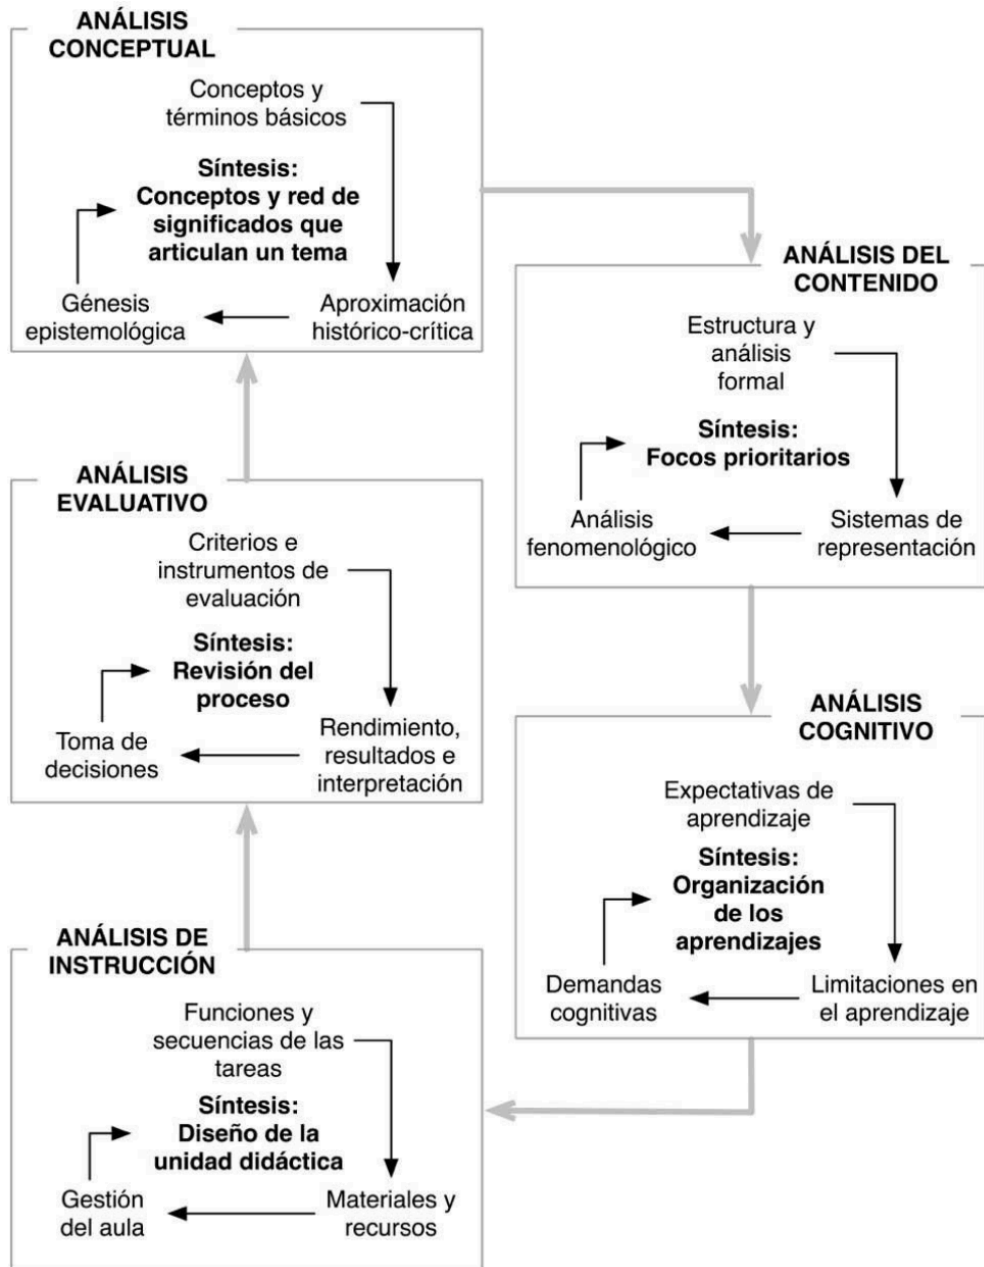 ANÁLISIS
CONCEPTUAL
Conceptos y
términos básicos
Síntesis:
Conceptos y red de
significados que
articulan un tema
Génesis
epistemológica
Aproximación
histórico-crítica
ANÁLISIS DEL
CONTENIDO
Estructura y
análisis
formal
Síntesis:
Focos prioritarios
Análisis
fenomenológico
Sistemas de
representación
ANÁLISIS
EVALUATIVO
Criterios e
instrumentos de
evaluación
Síntesis:
Revisión del
proceso
Toma de
decisiones
Rendimiento,
resultados e
interpretación
ANÁLISIS
COGNITIVO
Expectativas de
aprendizaje
Síntesis:
Organización
de los
aprendizajes
Demandas
cognitivas
Limitaciones en
el aprendizaje
ANÁLISIS DE
INSTRUCCIÓN
Funciones y
secuencias de las
tareas
Síntesis:
Diseño de la
unidad didáctica
Gestión
del aula
Materiales y
recursos